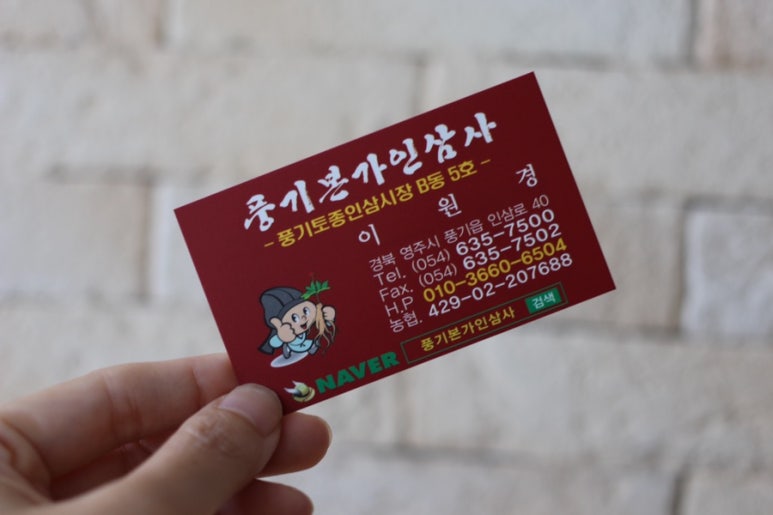 풍기본가인삼사
- 풍기토종인삼시장 B동 5호 -
이 원 경
경북 영주시 풍기읍 인삼로 40
Tel. (054) 635-7500
Fax. (054) 635-7502
H.P 010-3660-6504
농협. 429-02-207688
NAVER 풍기본가인삼사 검색